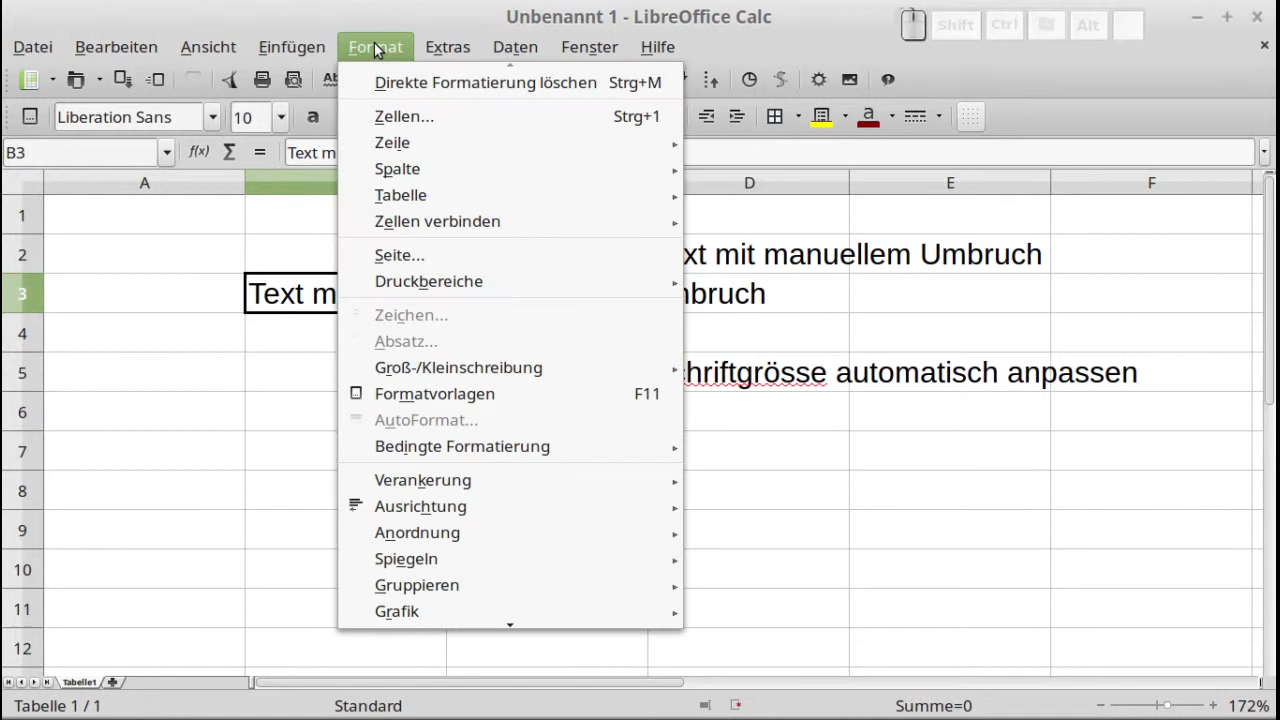 Unbenannt 1 - LibreOffice Calc
Shift Ctrl Alt
Datei Bearbeiten Ansicht Einfügen Format Extras Daten Fenster Hilfe
Liberation Sans 10 a a
B3 f(x) Σ = Text m
A D E F
1
2 xt mit manuellem Umbruch
3 Text m bruch
4
5 hriftgrösse automatisch anpassen
6
7
8
9
10
11
12
Direkte Formatierung löschen Strg+M
Zellen... Strg+1
Zeile
Spalte
Tabelle
Zellen verbinden
Seite...
Druckbereiche
Zeichen...
Absatz...
Groß-/Kleinschreibung
Formatvorlagen F11
AutoFormat...
Bedingte Formatierung
Verankerung
Ausrichtung
Anordnung
Spiegeln
Gruppieren
Grafik
Tabelle1
Tabelle 1 / 1 Standard Summe=0 172%